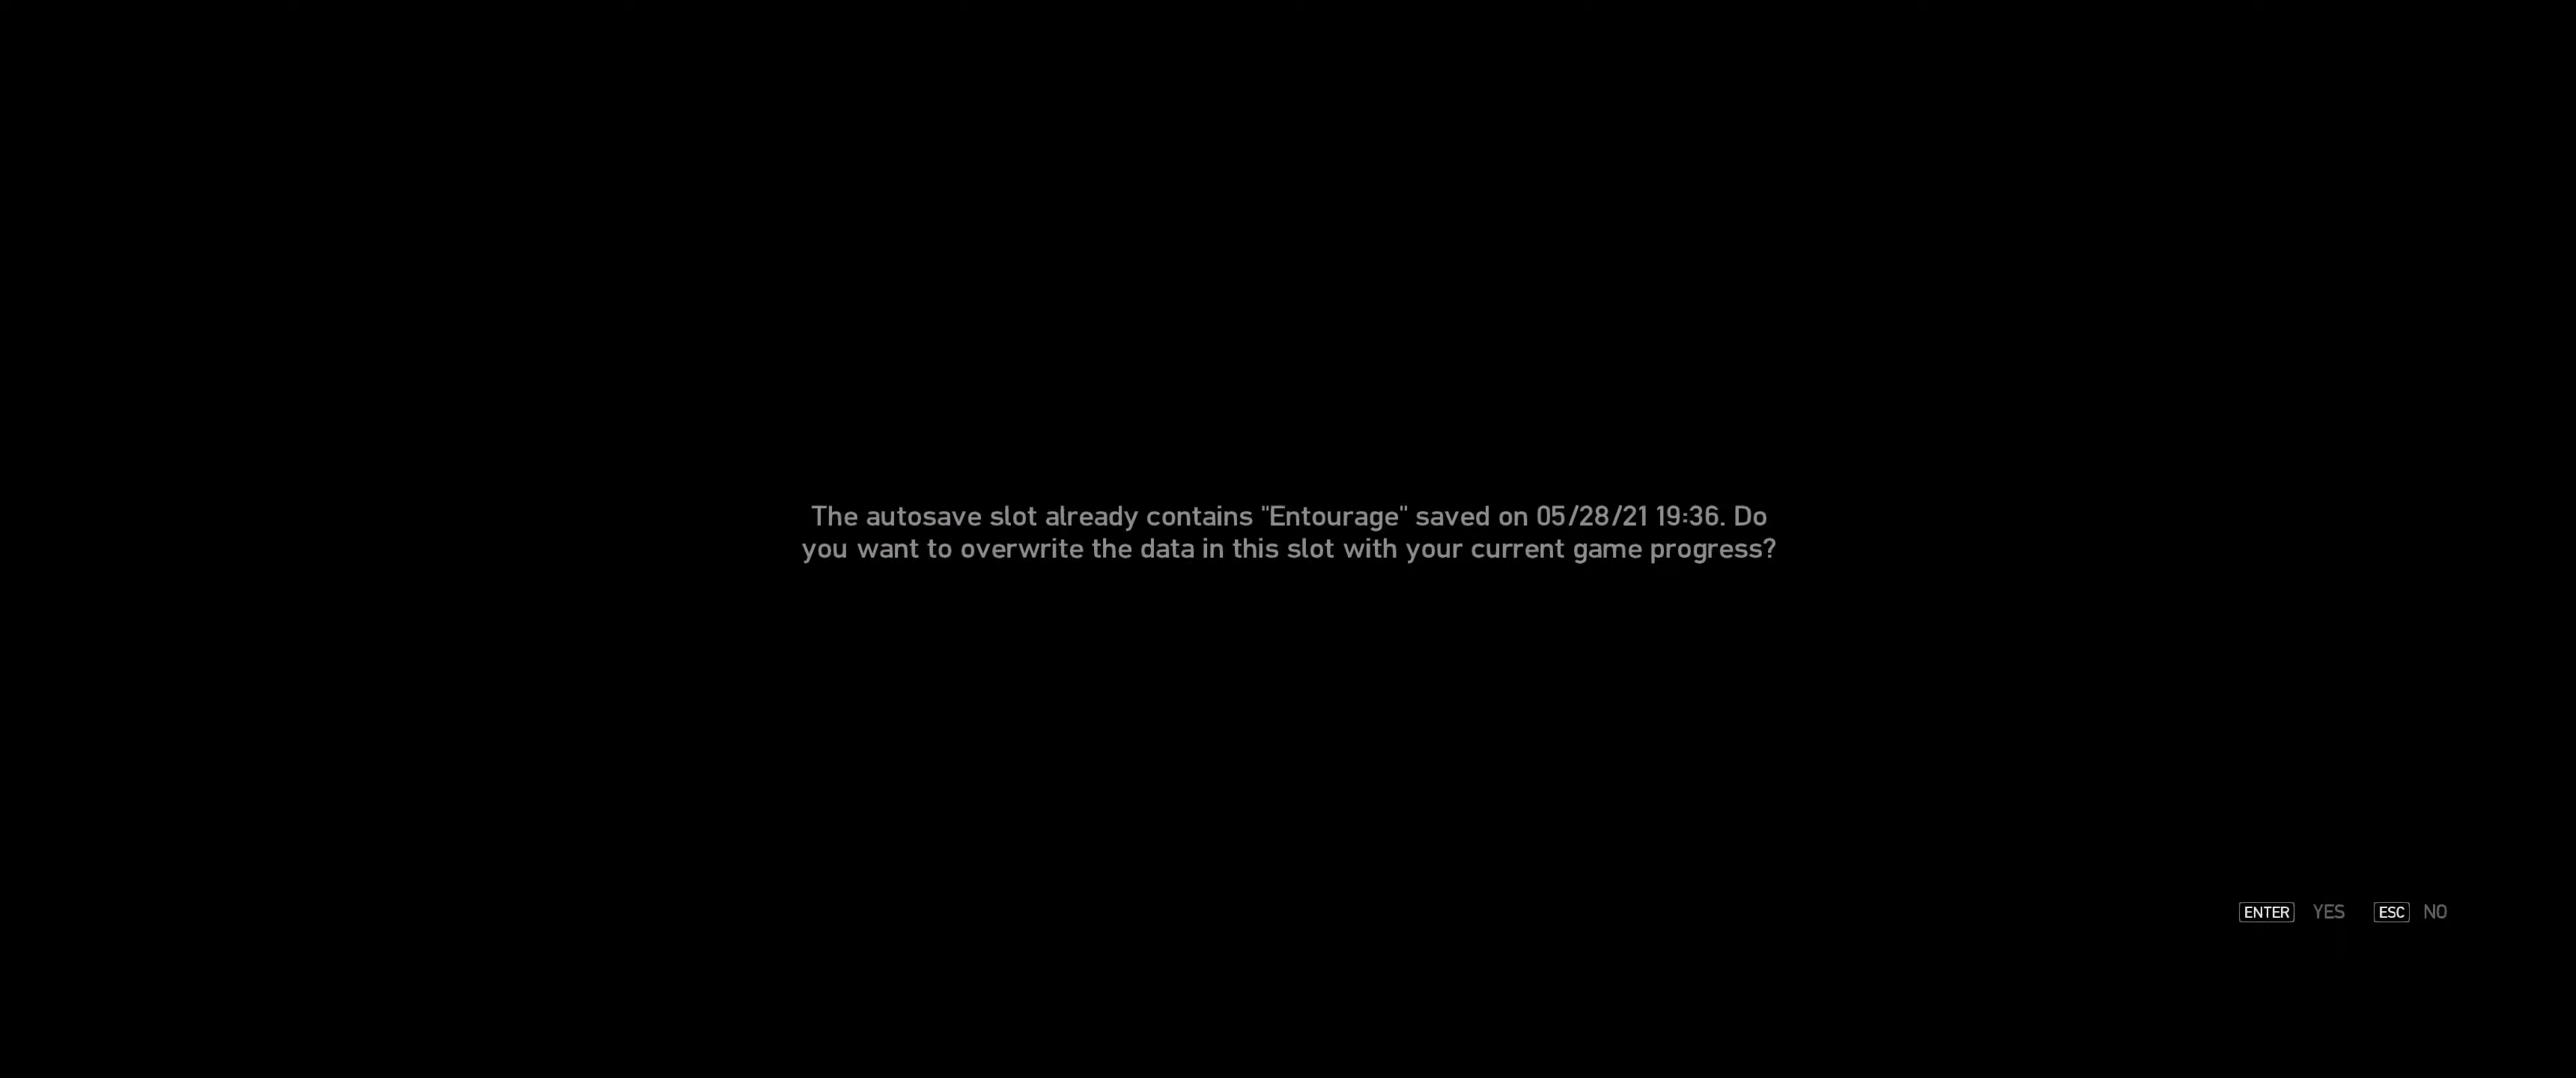 The autosave slot already contains "Entourage" saved on 05/28/21 19:36. Do
you want to overwrite the data in this slot with your current game progress?
ENTER YES ESC NO